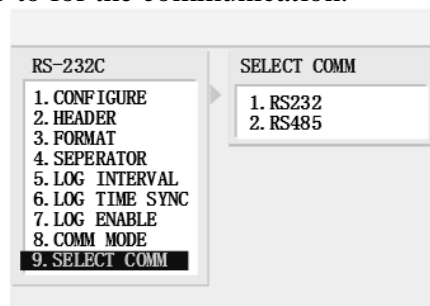 to for the communication.
RS-232C
1. CONFIGURE
2. HEADER
3. FORMAT
4. SEPERATOR
5. LOG INTERVAL
6. LOG TIME SYNC
7. LOG ENABLE
8. COMM MODE
9. SELECT COMM
SELECT COMM
1. RS232
2. RS485